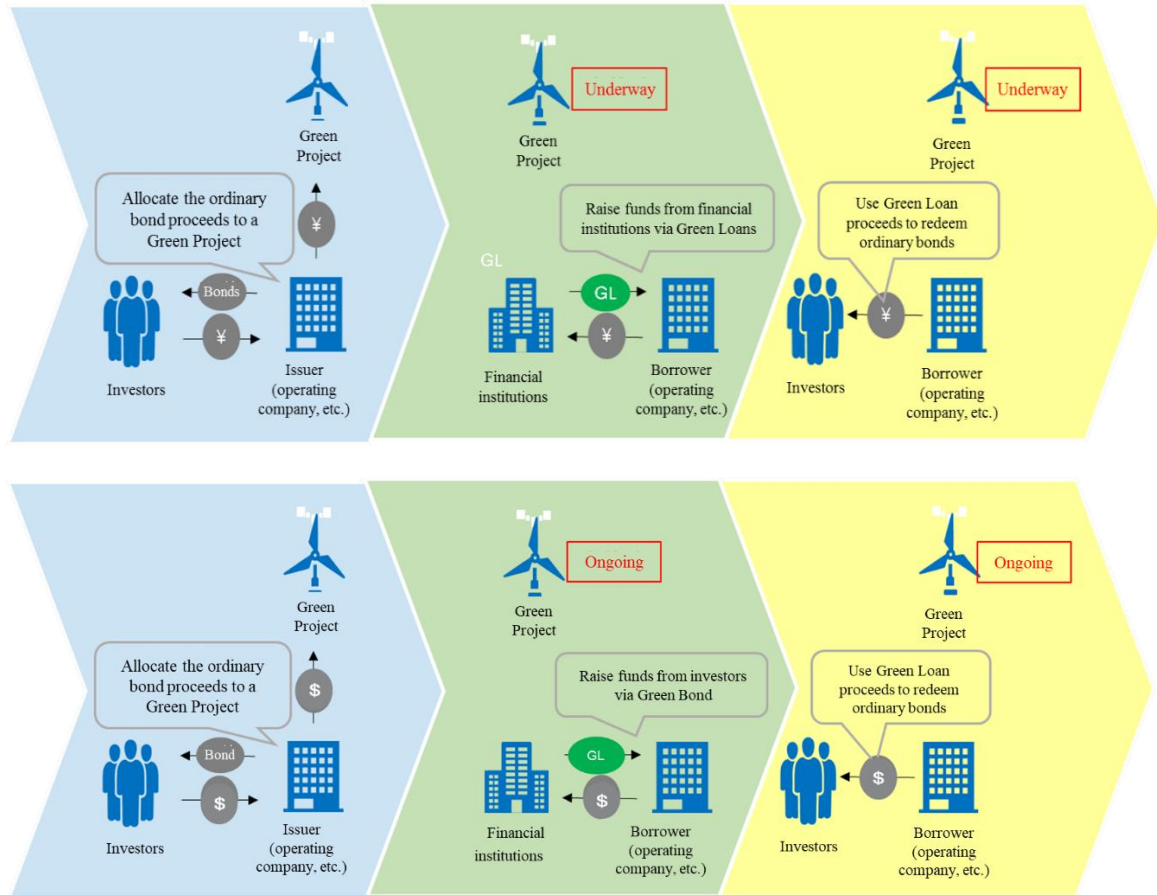 Green
Project
Allocate the ordinary
bond proceeds to a
Green Project
¥
Bonds
¥
Investors
Issuer
(operating
company, etc.)
Underway
Green
Project
Raise funds from financial
institutions via Green Loans
GL
GL
¥
Financial
institutions
Borrower
(operating
company, etc.)
Underway
Green
Project
Use Green Loan
proceeds to redeem
ordinary bonds
¥
Investors
Borrower
(operating
company, etc.)
Green
Project
Allocate the ordinary
bond proceeds to a
Green Project
$
Bond
$
Investors
Issuer
(operating
company, etc.)
Ongoing
Green
Project
Raise funds from investors
via Green Bond
GL
$
Financial
institutions
Borrower
(operating
company, etc.)
Ongoing
Green
Project
Use Green Loan
proceeds to redeem
ordinary bonds
$
Investors
Borrower
(operating
company, etc.)